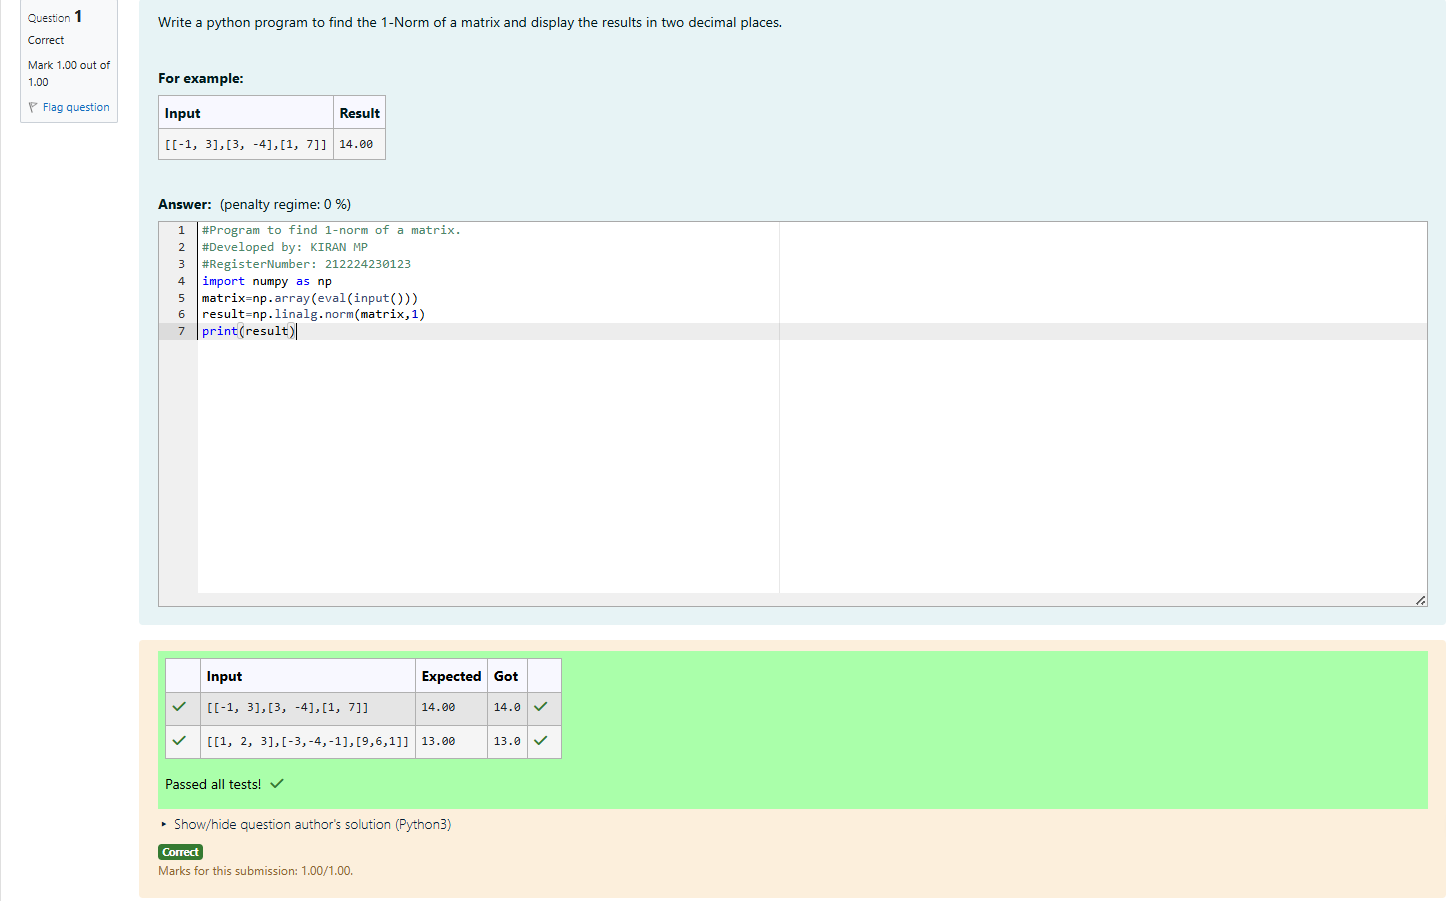 Question 1
Correct
Mark 1.00 out of
1.00
Flag question
Write a python program to find the 1-Norm of a matrix and display the results in two decimal places.
For example:
Input Result
[[-1, 3],[3, -4],[1, 7]] 14.00
Answer: (penalty regime: 0 %)
1 #Program to find 1-norm of a matrix.
2 #Developed by: KIRAN MP
3 #RegisterNumber: 212224230123
4 import numpy as np
5 matrix=np.array(eval(input()))
6 result=np.linalg.norm(matrix,1)
7 print(result)
Input Expected Got
[[-1, 3],[3, -4],[1, 7]] 14.00 14.0
[[1, 2, 3],[-3,-4,-1],[9,6,1]] 13.00 13.0
Passed all tests!
Show/hide question author's solution (Python3)
Correct
Marks for this submission: 1.00/1.00.